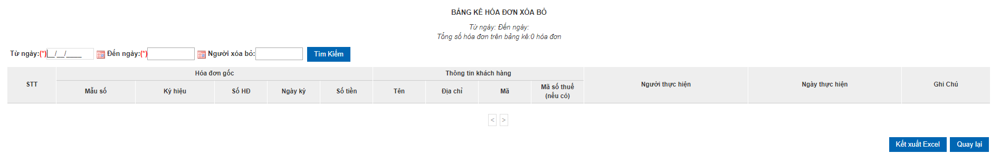 BẢNG KÊ HÓA ĐƠN XÓA BỎ
Từ ngày: Đến ngày:
Tổng số hóa đơn trên bảng kê:0 hóa đơn
Từ ngày:(*)__/__/____ Đến ngày:(*) Người xóa bỏ: Tìm Kiếm
STT Hóa đơn gốc Thông tin khách hàng Người thực hiện Ngày thực hiện Ghi Chú
Mẫu số Ký hiệu Số HĐ Ngày ký Số tiền Tên Địa chỉ Mã Mã số thuế
(nếu có)
< >
Kết xuất Excel Quay lại